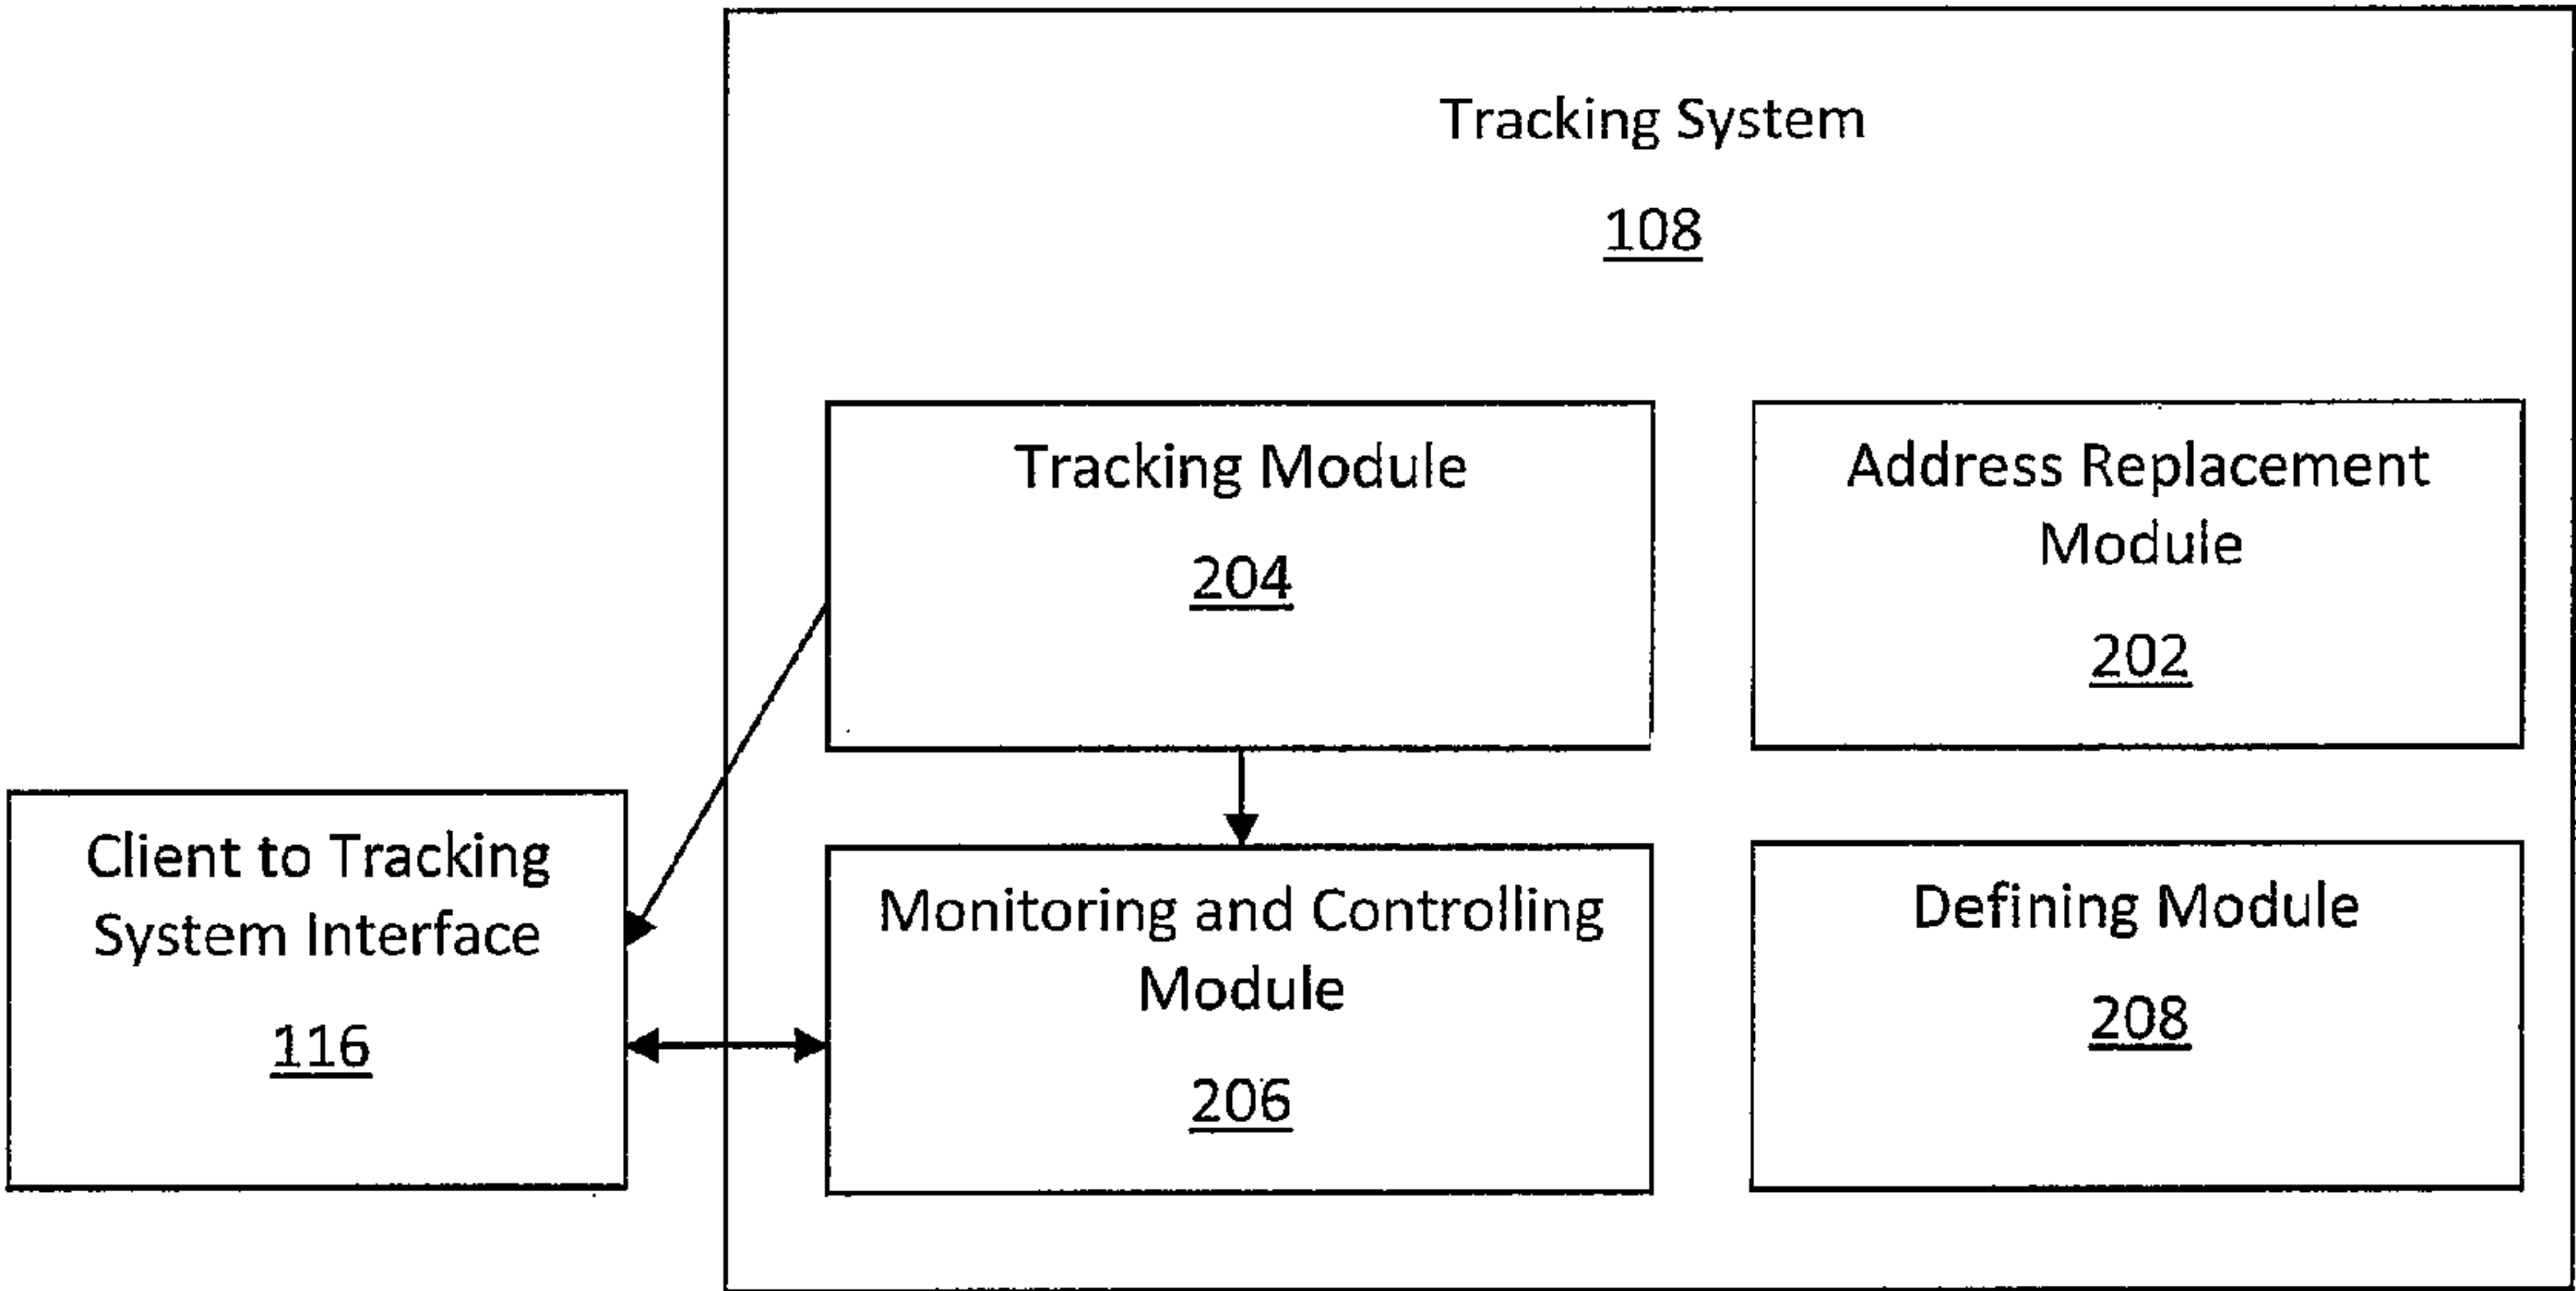 Tracking System
108
Tracking Module
204
Address Replacement
Module
202
Client to Tracking
System Interface
116
Monitoring and Controlling
Module
206
Defining Module
208